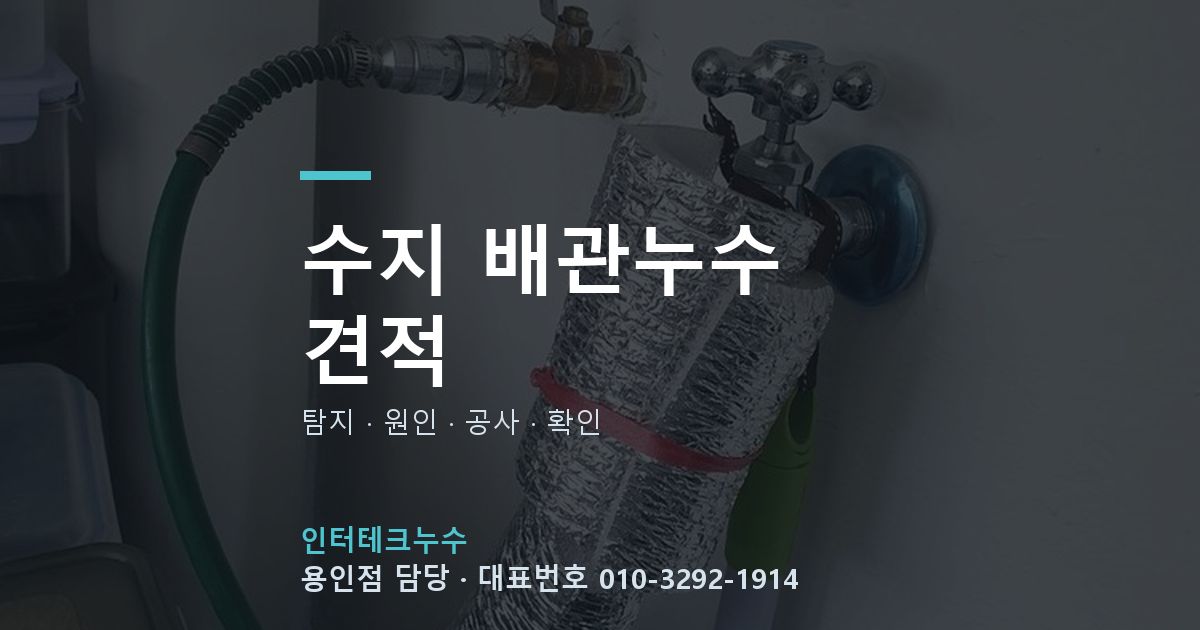 수지 배관누수
견적
탐지 · 원인 · 공사 · 확인
인터테크누수
용인점 담당 · 대표번호 010-3292-1914